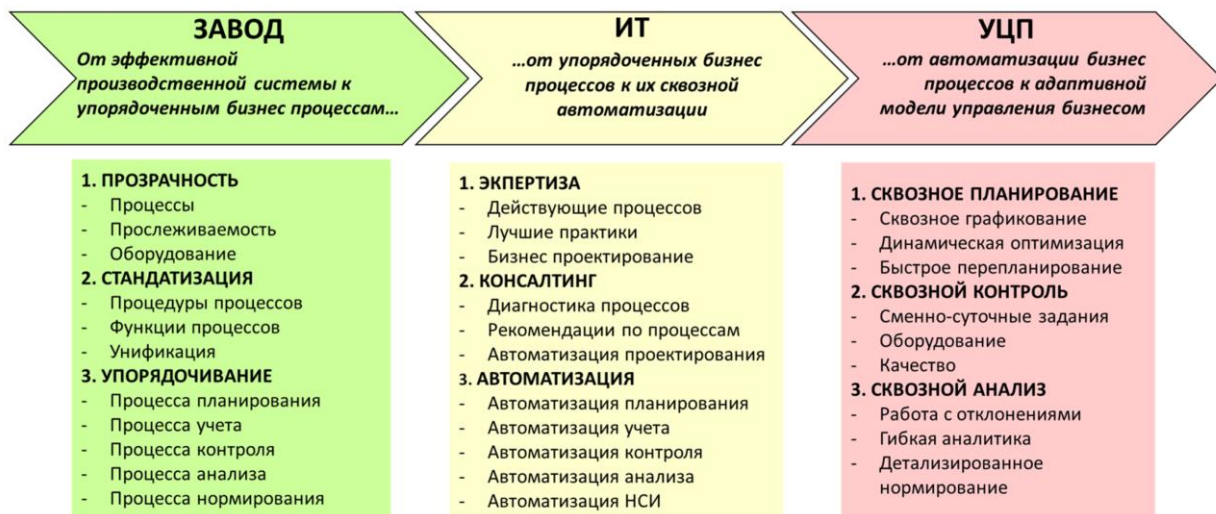 ЗАВОД
От эффективной
производственной системы к
упорядоченным бизнес процессам…
ИТ
…от упорядоченных бизнес
процессов к их сквозной
автоматизации
УЦП
…от автоматизации бизнес
процессов к адаптивной
модели управления бизнесом
1. ПРОЗРАЧНОСТЬ
- Процессы
- Прослеживаемость
- Оборудование
2. СТАНДАТИЗАЦИЯ
- Процедуры процессов
- Функции процессов
- Унификация
3. УПОРЯДОЧИВАНИЕ
- Процесса планирования
- Процесса учета
- Процесса контроля
- Процесса анализа
- Процесса нормирования
1. ЭКПЕРТИЗА
- Действующие процессов
- Лучшие практики
- Бизнес проектирование
2. КОНСАЛТИНГ
- Диагностика процессов
- Рекомендации по процессам
- Автоматизация проектирования
3. АВТОМАТИЗАЦИЯ
- Автоматизация планирования
- Автоматизация учета
- Автоматизация контроля
- Автоматизация анализа
- Автоматизация НСИ
1. СКВОЗНОЕ ПЛАНИРОВАНИЕ
- Сквозное графикование
- Динамическая оптимизация
- Быстрое перепланирование
2. СКВОЗНОЙ КОНТРОЛЬ
- Сменно-суточные задания
- Оборудование
- Качество
3. СКВОЗНОЙ АНАЛИЗ
- Работа с отклонениями
- Гибкая аналитика
- Детализированное
нормирование